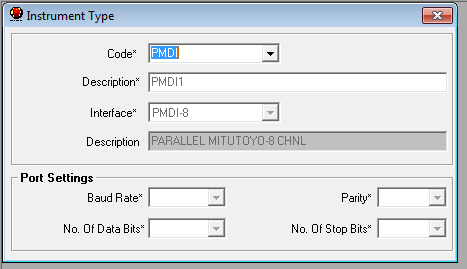 Instrument Type
Code* PMDI
Description* PMDI1
Interface* PMDI-8
Description PARALLEL MITUTOYO-8 CHNL
Port Settings
Baud Rate* Parity*
No. Of Data Bits* No. Of Stop Bits*